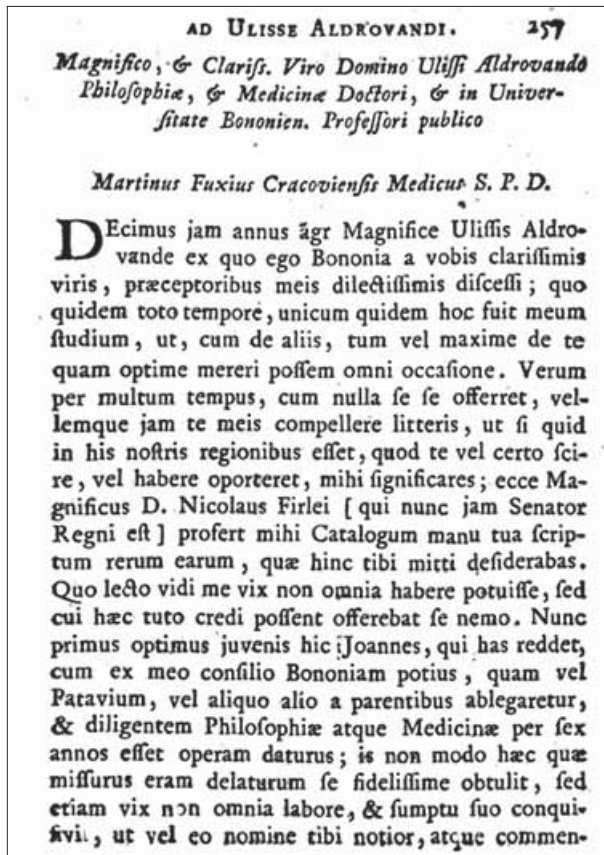 AD ULISSE ALDROVANDI. 257
Magnifico, & Clariſſ. Viro Domino Uliſſi Aldrovando
Philoſophiæ, & Medicinæ Doctori, & in Univer-
ſitate Bononien. Profeſſori publico
Martinus Fuxius Cracovienſis Medicus S. P. D.
DEcimus jam annus āgr Magnifice Uliſſis Aldro-
vande ex quo ego Bononia a vobis clariſſimis
viris, præceptoribus meis dilectiſſimis diſceſſi; quo
quidem toto tempore, unicum quidem hoc fuit meum
ſtudium, ut, cum de aliis, tum vel maxime de te
quam optime mereri poſſem omni occaſione. Verum
per multum tempus, cum nulla ſe ſe offerret, vel-
lemque jam te meis compellere litteris, ut ſi quid
in his noſtris regionibus eſſet, quod te vel certo ſci-
re, vel habere oporteret, mihi ſignificares; ecce Ma-
gnificus D. Nicolaus Firlei [ qui nunc jam Senator
Regni eſt ] profert mihi Catalogum manu tua ſcrip-
tum rerum earum, quæ hinc tibi mitti deſiderabas.
Quo lecto vidi me vix non omnia habere potuiſſe, ſed
cui hæc tuto credi poſſent offerebat ſe nemo. Nunc
primus optimus juvenis hic Joannes, qui has reddet,
cum ex meo conſilio Bononiam potius, quam vel
Patavium, vel aliquo alio a parentibus ablegaretur,
& diligentem Philoſophiæ atque Medicinæ per ſex
annos eſſet operam daturus; is non modo hæc quæ
miſſurus eram delaturum ſe fideliſſime obtulit, ſed
etiam vix non omnia labore, & ſumptu ſuo conqui-
ſivit, ut vel eo nomine tibi notior, atque commen-